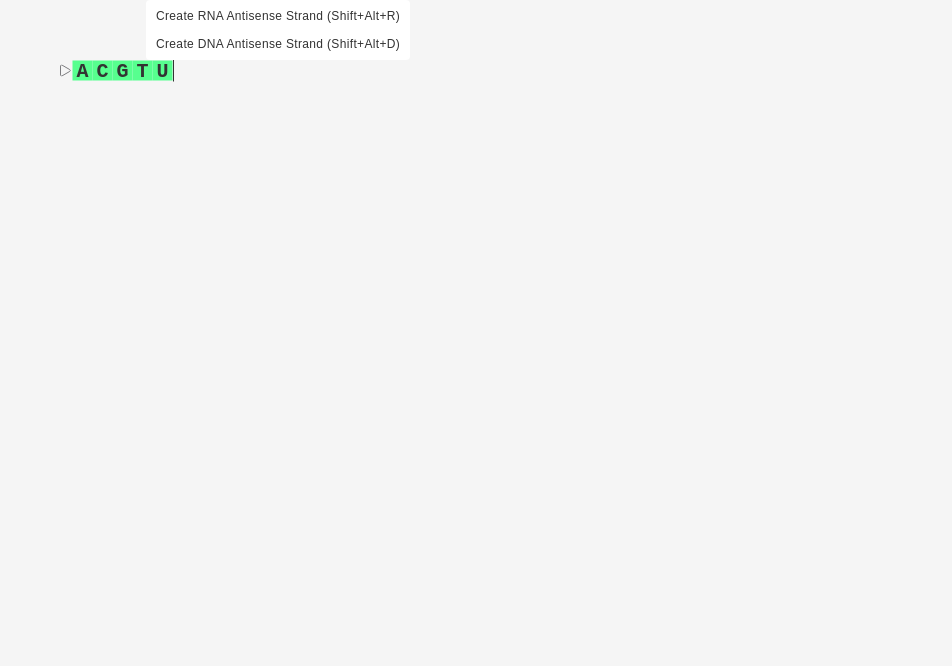 Create RNA Antisense Strand (Shift+Alt+R)
Create DNA Antisense Strand (Shift+Alt+D)
A C G T U